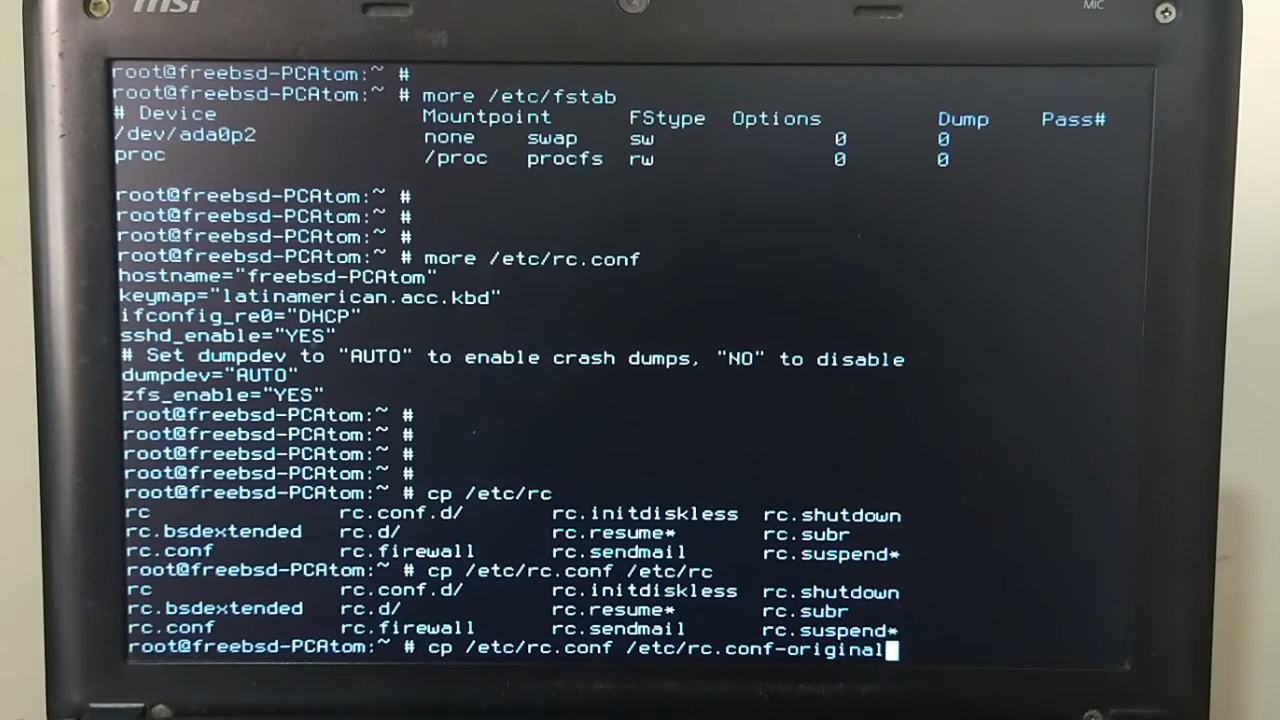 msi
MIC
root@freebsd-PCAtom:~ #
root@freebsd-PCAtom:~ # more /etc/fstab
# Device Mountpoint FStype Options Dump Pass#
/dev/ada0p2 none swap sw 0 0
proc /proc procfs rw 0 0
root@freebsd-PCAtom:~ #
root@freebsd-PCAtom:~ #
root@freebsd-PCAtom:~ #
root@freebsd-PCAtom:~ # more /etc/rc.conf
hostname="freebsd-PCAtom"
keymap="latinamerican.acc.kbd"
ifconfig_re0="DHCP"
sshd_enable="YES"
# Set dumpdev to "AUTO" to enable crash dumps, "NO" to disable
dumpdev="AUTO"
zfs_enable="YES"
root@freebsd-PCAtom:~ #
root@freebsd-PCAtom:~ #
root@freebsd-PCAtom:~ #
root@freebsd-PCAtom:~ #
root@freebsd-PCAtom:~ # cp /etc/rc
rc rc.conf.d/ rc.initdiskless rc.shutdown
rc.bsdextended rc.d/ rc.resume* rc.subr
rc.conf rc.firewall rc.sendmail rc.suspend*
root@freebsd-PCAtom:~ # cp /etc/rc.conf /etc/rc
rc rc.conf.d/ rc.initdiskless rc.shutdown
rc.bsdextended rc.d/ rc.resume* rc.subr
rc.conf rc.firewall rc.sendmail rc.suspend*
root@freebsd-PCAtom:~ # cp /etc/rc.conf /etc/rc.conf-original